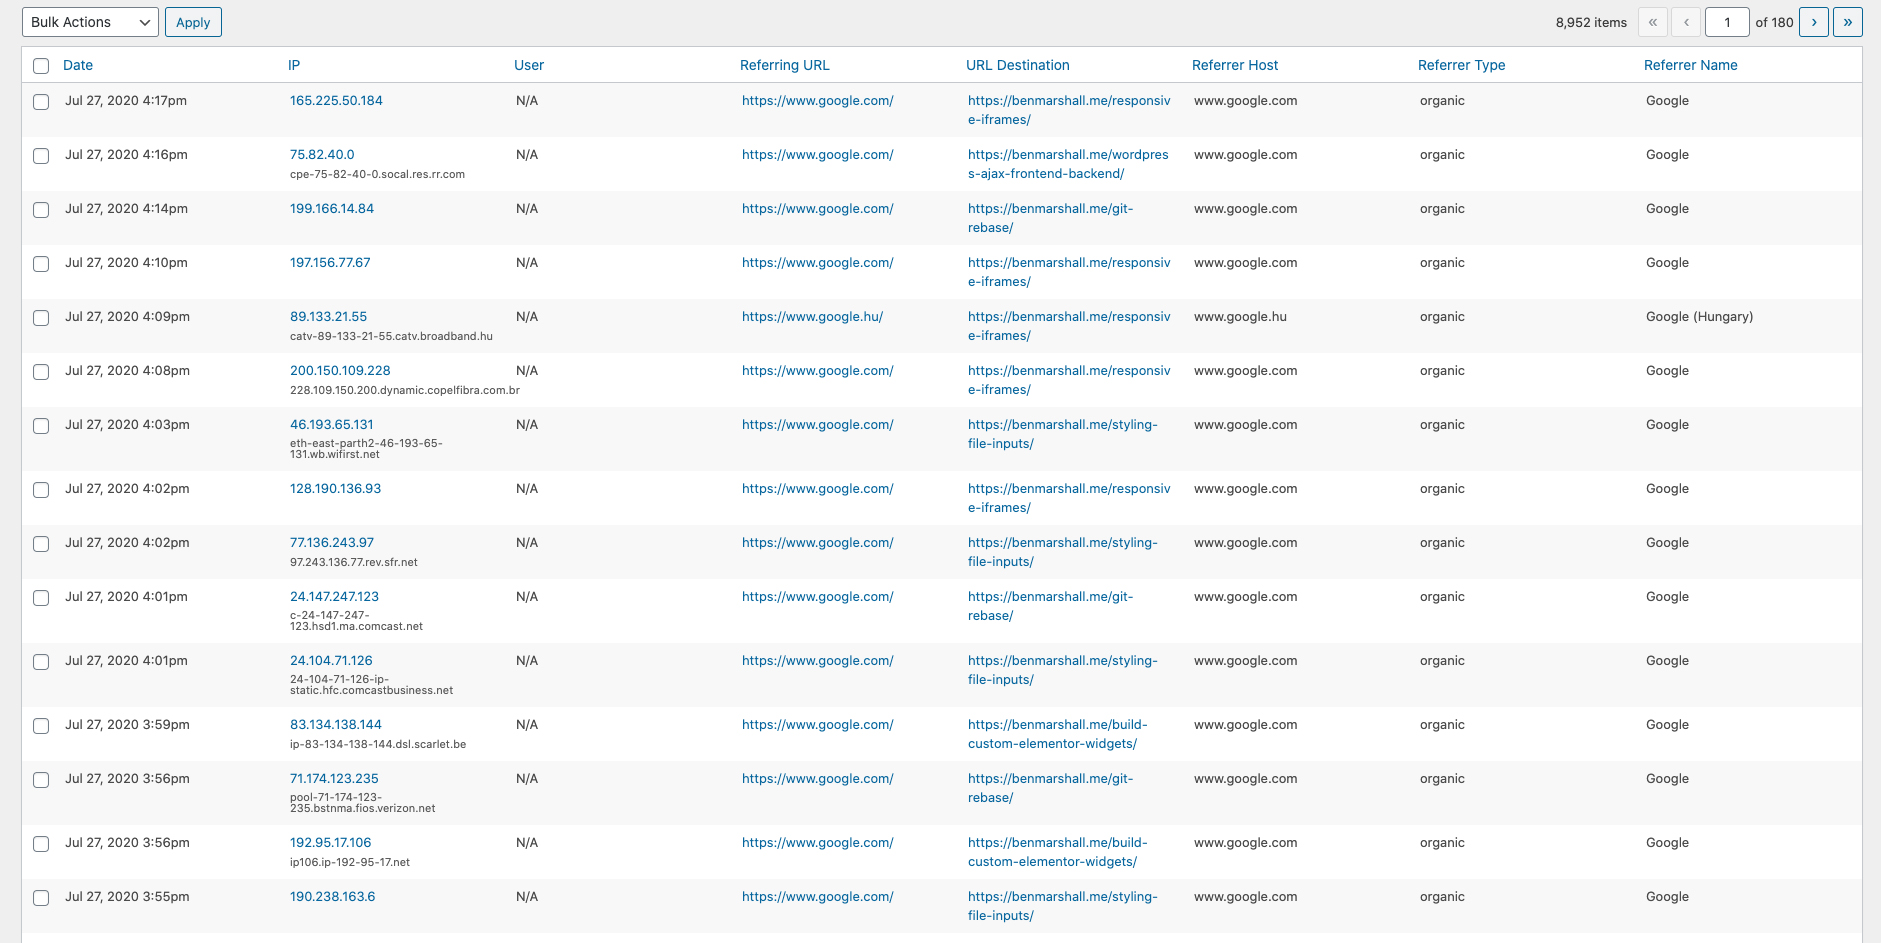 Bulk Actions Apply 8,952 items « ‹ 1 of 180 › »
Date IP User Referring URL URL Destination Referrer Host Referrer Type Referrer Name
Jul 27, 2020 4:17pm 165.225.50.184 N/A https://www.google.com/ https://benmarshall.me/responsiv www.google.com organic Google
e-iframes/
Jul 27, 2020 4:16pm 75.82.40.0 N/A https://www.google.com/ https://benmarshall.me/wordpres www.google.com organic Google
cpe-75-82-40-0.socal.res.rr.com s-ajax-frontend-backend/
Jul 27, 2020 4:14pm 199.166.14.84 N/A https://www.google.com/ https://benmarshall.me/git- www.google.com organic Google
rebase/
Jul 27, 2020 4:10pm 197.156.77.67 N/A https://www.google.com/ https://benmarshall.me/responsiv www.google.com organic Google
e-iframes/
Jul 27, 2020 4:09pm 89.133.21.55 N/A https://www.google.hu/ https://benmarshall.me/responsiv www.google.hu organic Google (Hungary)
catv-89-133-21-55.catv.broadband.hu e-iframes/
Jul 27, 2020 4:08pm 200.150.109.228 N/A https://www.google.com/ https://benmarshall.me/responsiv www.google.com organic Google
228.109.150.200.dynamic.copelfibra.com.br e-iframes/
Jul 27, 2020 4:03pm 46.193.65.131 N/A https://www.google.com/ https://benmarshall.me/styling- www.google.com organic Google
eth-east-parth2-46-193-65- file-inputs/
131.wb.wifirst.net
Jul 27, 2020 4:02pm 128.190.136.93 N/A https://www.google.com/ https://benmarshall.me/responsiv www.google.com organic Google
e-iframes/
Jul 27, 2020 4:02pm 77.136.243.97 N/A https://www.google.com/ https://benmarshall.me/styling- www.google.com organic Google
97.243.136.77.rev.sfr.net file-inputs/
Jul 27, 2020 4:01pm 24.147.247.123 N/A https://www.google.com/ https://benmarshall.me/git- www.google.com organic Google
c-24-147-247- rebase/
123.hsd1.ma.comcast.net
Jul 27, 2020 4:01pm 24.104.71.126 N/A https://www.google.com/ https://benmarshall.me/styling- www.google.com organic Google
24-104-71-126-ip- file-inputs/
static.hfc.comcastbusiness.net
Jul 27, 2020 3:59pm 83.134.138.144 N/A https://www.google.com/ https://benmarshall.me/build- www.google.com organic Google
ip-83-134-138-144.dsl.scarlet.be custom-elementor-widgets/
Jul 27, 2020 3:56pm 71.174.123.235 N/A https://www.google.com/ https://benmarshall.me/git- www.google.com organic Google
pool-71-174-123- rebase/
235.bstnma.fios.verizon.net
Jul 27, 2020 3:56pm 192.95.17.106 N/A https://www.google.com/ https://benmarshall.me/build- www.google.com organic Google
ip106.ip-192-95-17.net custom-elementor-widgets/
Jul 27, 2020 3:55pm 190.238.163.6 N/A https://www.google.com/ https://benmarshall.me/styling- www.google.com organic Google
file-inputs/